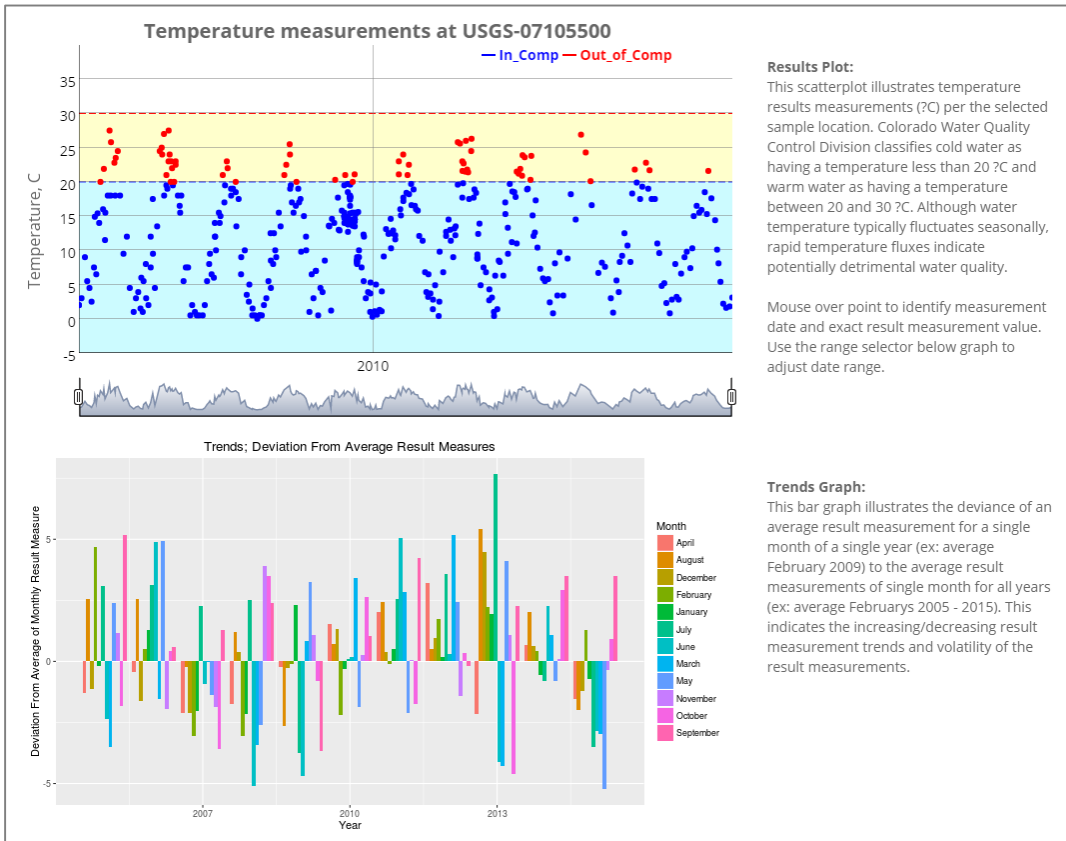 Temperature measurements at USGS-07105500
In_Comp Out_of_Comp
Temperature, C
35
30
25
20
15
10
5
0
-5
2010
Results Plot:
This scatterplot illustrates temperature
results measurements (?C) per the selected
sample location. Colorado Water Quality
Control Division classifies cold water as
having a temperature less than 20 ?C and
warm water as having a temperature
between 20 and 30 ?C. Although water
temperature typically fluctuates seasonally,
rapid temperature fluxes indicate
potentially detrimental water quality.
Mouse over point to identify measurement
date and exact result measurement value.
Use the range selector below graph to
adjust date range.
Trends; Deviation From Average Result Measures
Deviation From Average of Monthly Result Measure
5
0
-5
2007
2010
2013
Year
Month
April
August
December
February
January
July
June
March
May
November
October
September
Trends Graph:
This bar graph illustrates the deviance of an
average result measurement for a single
month of a single year (ex: average
February 2009) to the average result
measurements of single month for all years
(ex: average Februarys 2005 - 2015). This
indicates the increasing/decreasing result
measurement trends and volatility of the
result measurements.